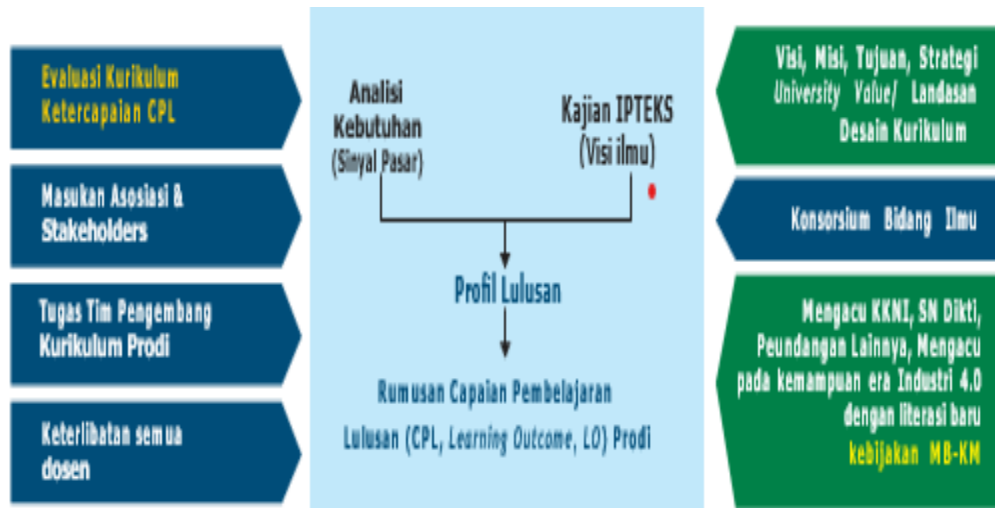 Evaluasi Kurikulum
Ketercapaian CPL
Masukan Asosiasi &
Stakeholders
Tugas Tim Pengembang
Kurikulum Prodi
Keterlibatan semua
dosen
Analisi
Kebutuhan
(Sinyal Pasar)
Kajian IPTEKS
(Visi ilmu)
Profil Lulusan
Rumusan Capaian Pembelajaran
Lulusan (CPL, Learning Outcome, LO) Prodi
Visi, Misi, Tujuan, Strategi
University Value/ Landasan
Desain Kurikulum
Konsorsium Bidang Ilmu
Mengacu KKNI, SN Dikti,
Peundangan Lainnya, Mengacu
pada kemampuan era Industri 4.0
dengan literasi baru
kebijakan MB-KM